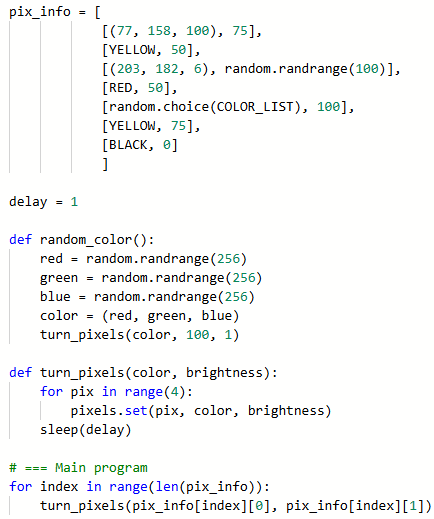 pix_info = [
            [(77, 158, 100), 75],
            [YELLOW, 50],
            [(203, 182, 6), random.randrange(100)],
            [RED, 50],
            [random.choice(COLOR_LIST), 100],
            [YELLOW, 75],
            [BLACK, 0]
            ]

delay = 1

def random_color():
    red = random.randrange(256)
    green = random.randrange(256)
    blue = random.randrange(256)
    color = (red, green, blue)
    turn_pixels(color, 100, 1)

def turn_pixels(color, brightness):
    for pix in range(4):
        pixels.set(pix, color, brightness)
    sleep(delay)

# === Main program
for index in range(len(pix_info)):
    turn_pixels(pix_info[index][0], pix_info[index][1])